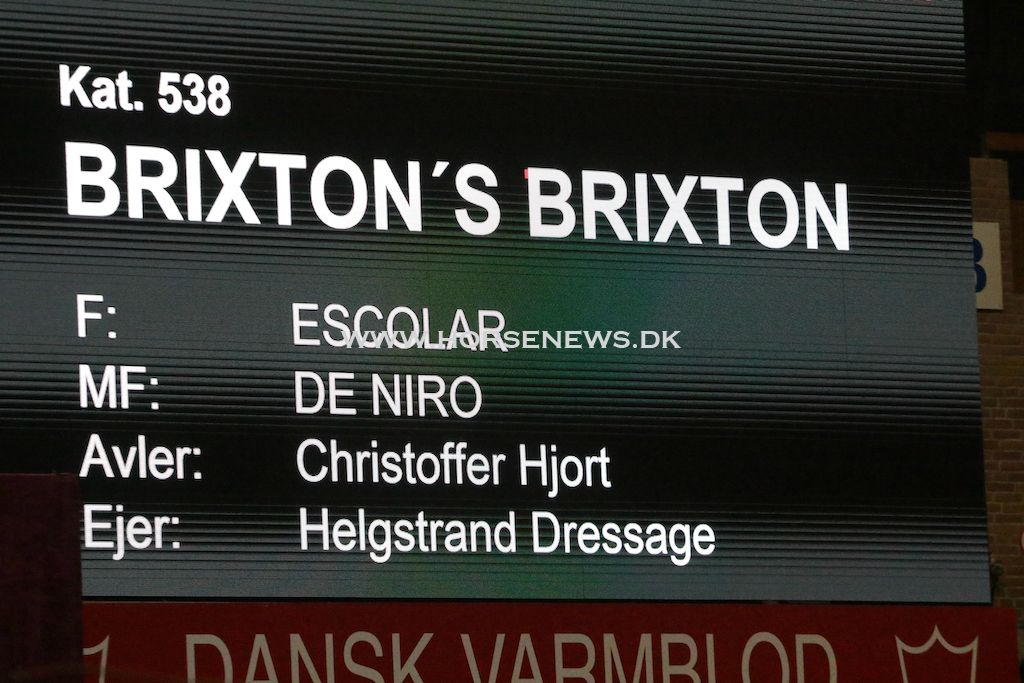 Kat. 538
BRIXTON´S BRIXTON
F: ESCOLAR
WWW.HORSENEWS.DK
MF: DE NIRO
Avler: Christoffer Hjort
Ejer: Helgstrand Dressage
DANSK VARMBLOD